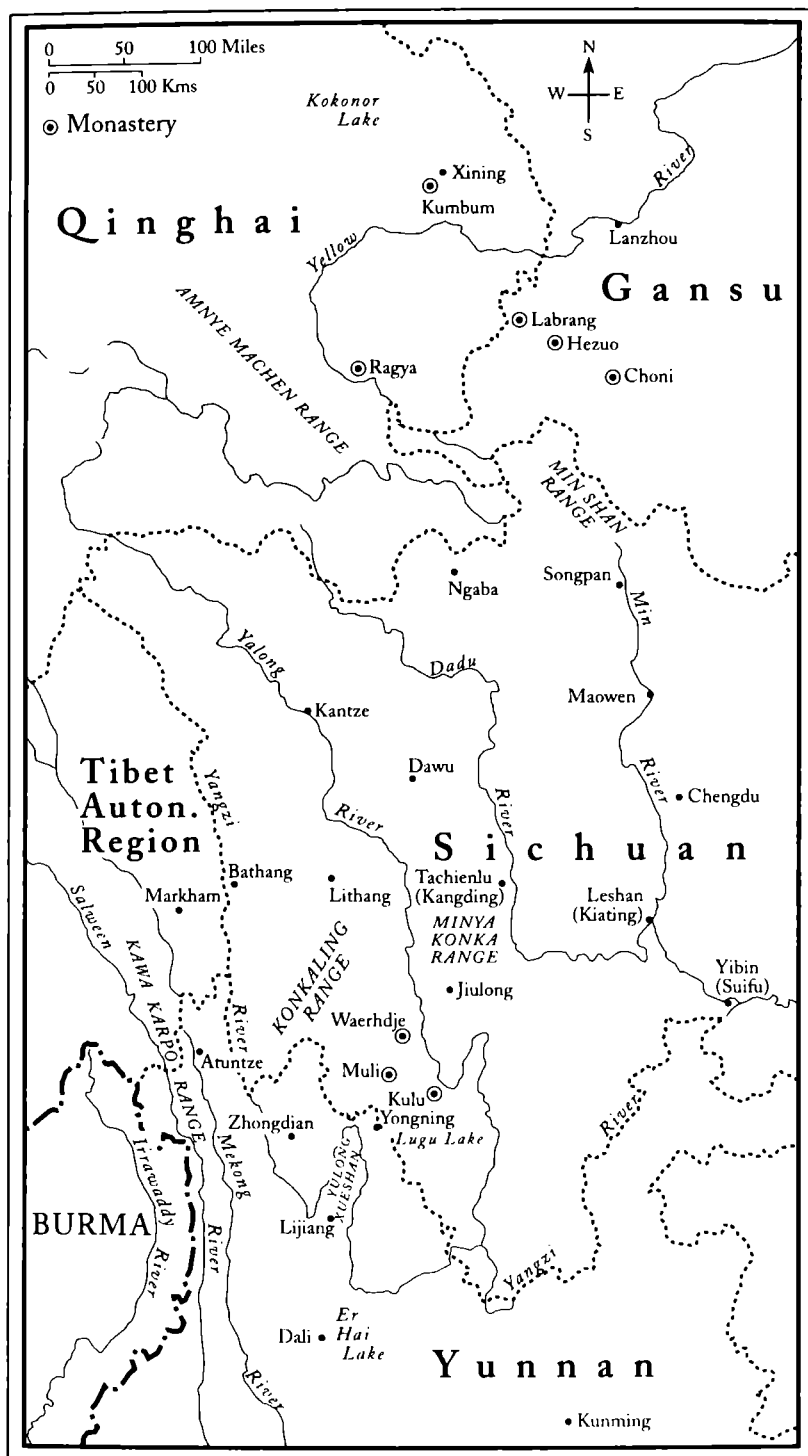 0 50 100 Miles
0 50 100 Kms
Monastery
N
W E
S
Kokonor
Lake
Xining
Kumbum
River
Qinghai
Yellow
Lanzhou
Gansu
AMNYE MACHEN RANGE
Labrang
Hezuo
Ragya
Choni
MIN SHAN
RANGE
Ngaba
Songpan
Min
Yalong
Dadu
Kantze
Maowen
Tibet
Auton.
Region
Yangzi
Dawu
River
River
River
Chengdu
Sichuan
Bathang
Lithang
Tachienlu
(Kangding)
Markham
Salween
Leshan
(Kiating)
MINYA
KONKA
RANGE
KAWA KARPO RANGE
KONKALING
RANGE
Jiulong
Yibin
(Suifu)
River
Waerhdje
Atuntze
Muli
Kulu
Yongning
Lugu Lake
Zhongdian
River
Mekong
YULONG
XUESHAN
Irrawaddy
River
BURMA
Lijiang
River
Yangzi
Er
Hai
Lake
Dali
River
Yunnan
Kunming